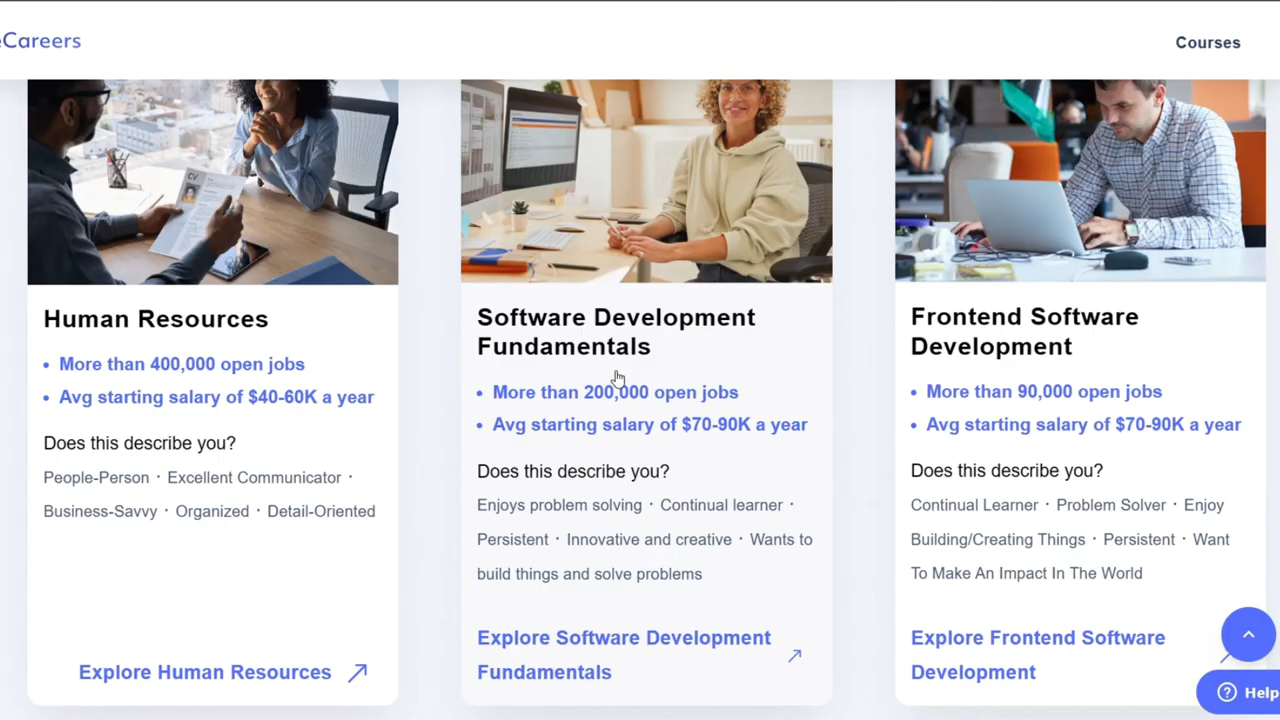 Careers
Courses
CV
Human Resources
• More than 400,000 open jobs
• Avg starting salary of $40-60K a year
Does this describe you?
People-Person · Excellent Communicator ·
Business-Savvy · Organized · Detail-Oriented
Explore Human Resources
Software Development
Fundamentals
• More than 200,000 open jobs
• Avg starting salary of $70-90K a year
Does this describe you?
Enjoys problem solving · Continual learner ·
Persistent · Innovative and creative · Wants to
build things and solve problems
Explore Software Development
Fundamentals
Frontend Software
Development
• More than 90,000 open jobs
• Avg starting salary of $70-90K a year
Does this describe you?
Continual Learner · Problem Solver · Enjoy
Building/Creating Things · Persistent · Want
To Make An Impact In The World
Explore Frontend Software
Development
Help